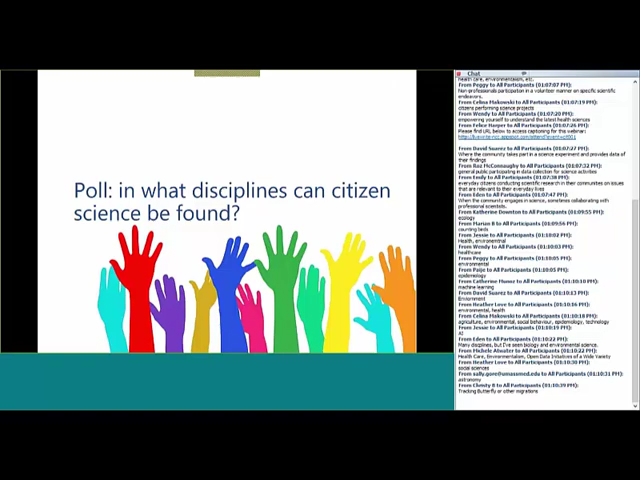 Poll: in what disciplines can citizen
science be found?
Chat
health care, environmentalism, etc.
From Peggy to All Participants (01:07:07 PM):
Non-professionals participation in a volunteer manner on specific scientific
endeavors.
From Celina Makowski to All Participants (01:07:19 PM):
citizens performing science projects
From Wendy to All Participants (01:07:20 PM):
empowering yourself to understand the latest health sciences
From Felice Harper to All Participants (01:07:26 PM):
Please find URL below to access captioning for this webinar:
From David Suarez to All Participants (01:07:27 PM):
Where the community takes part in a science experiment and provides data of
their findings
From Roz McConnaughy to All Participants (01:07:32 PM):
general public participating in data collection for science activities
From Emily to All Participants (01:07:38 PM):
everyday citizens conducting scientific research in their communities on issues
that are relevant to their everyday lives
From Eden to All Participants (01:07:47 PM):
When the community engages in science, sometimes collaborating with
professional scientists.
From Katherine Downton to All Participants (01:09:55 PM):
ecology
From Marian B to All Participants (01:09:56 PM):
counting birds
From Jessie to All Participants (01:10:02 PM):
Health, environmental
From Wendy to All Participants (01:10:03 PM):
healthcare
From Peggy to All Participants (01:10:05 PM):
environmental
From Paige to All Participants (01:10:05 PM):
epidemiology
From Catherine Munoz to All Participants (01:10:10 PM):
machine learning
From David Suarez to All Participants (01:10:13 PM):
Enviornment
From Heather Love to All Participants (01:10:16 PM):
environmental, health
From Celina Makowski to All Participants (01:10:18 PM):
agriculture, environmental, social behaviour, epidemiology, technology
to All Participants (01:10:19 PM):
From Eden to All Participants (01:10:22 PM):
Many disciplines, but I've seen biology and environmental science.
From Michele Atwater to All Participants (01:10:22 PM):
Health Care, Environmentalism, Open Data Initiatives of a Wide Variety
From Heather Love to All Participants (01:10:30 PM):
social sciences
From sally.gore@umassmed.edu to All Participants (01:10:31 PM):
astronomy
From Christy B to All Participants (01:10:39 PM):
Tracking Butterfly or other migrations